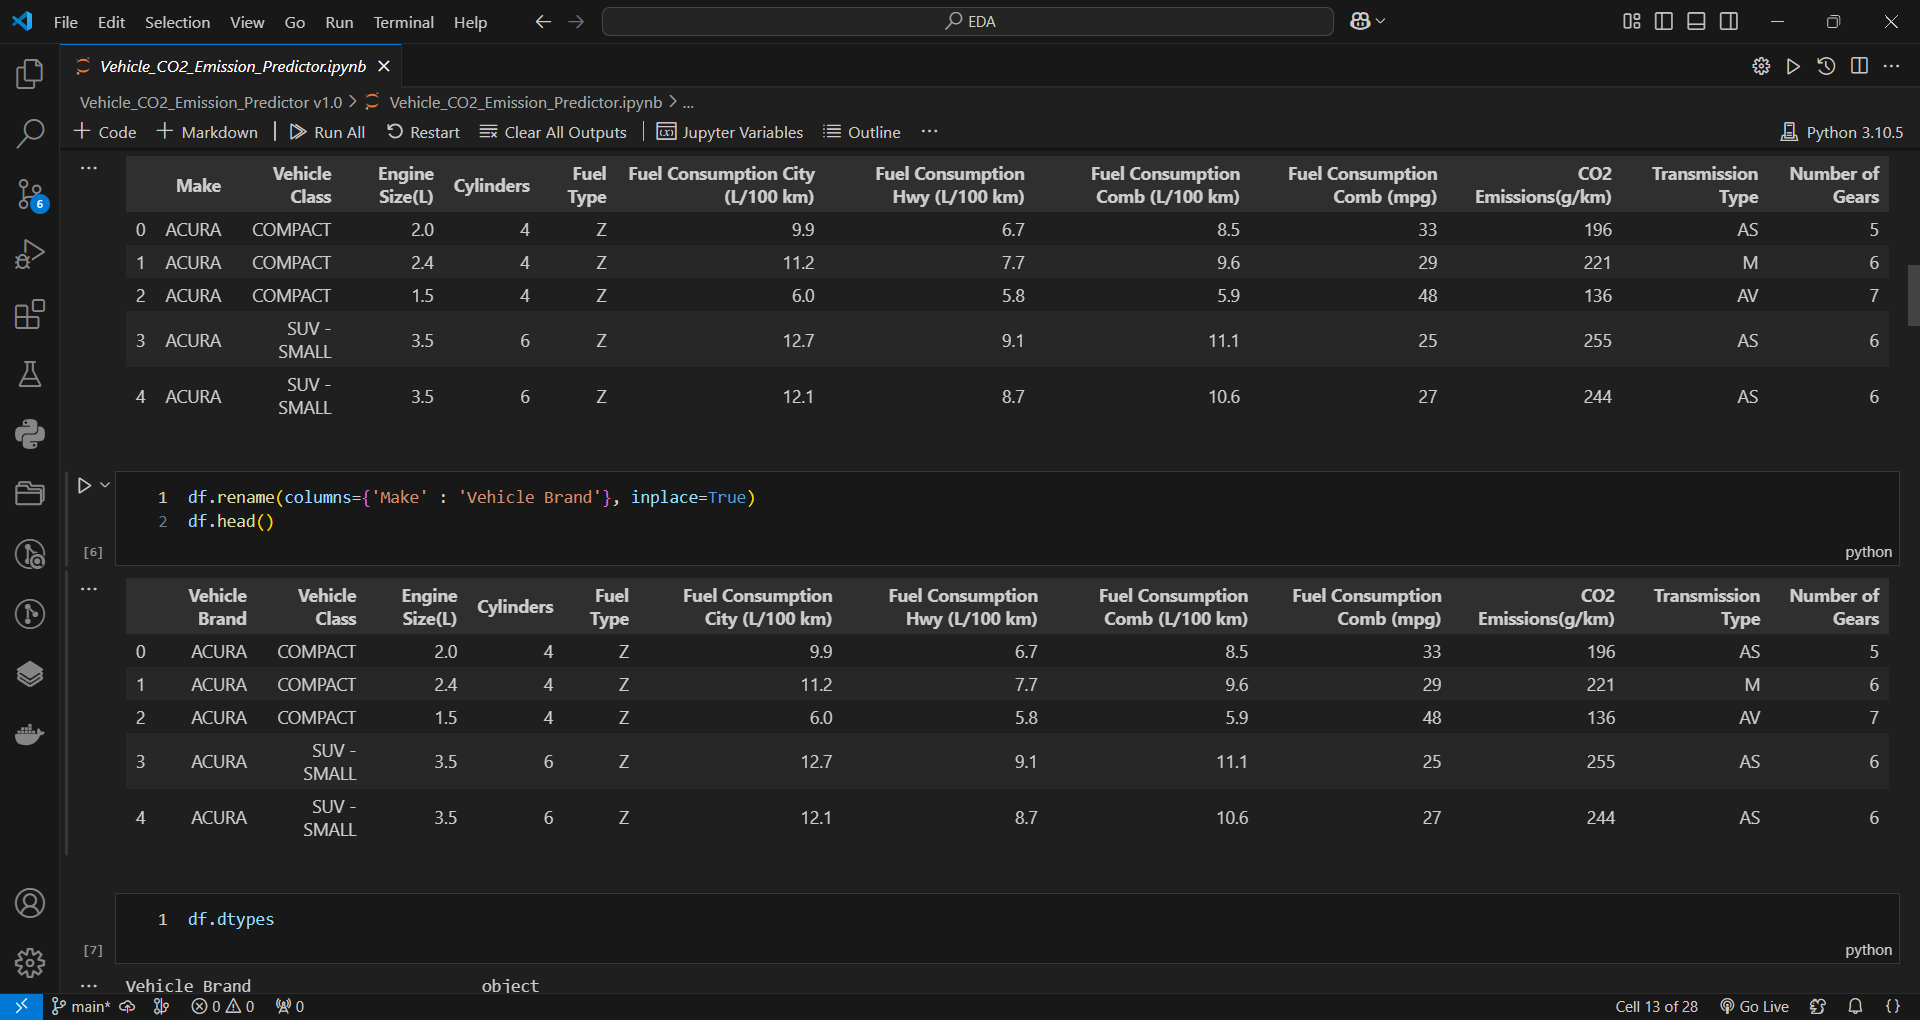 File Edit Selection View Go Run Terminal Help EDA
Vehicle_CO2_Emission_Predictor.ipynb
Vehicle_CO2_Emission_Predictor v1.0 > Vehicle_CO2_Emission_Predictor.ipynb > ...
+ Code + Markdown Run All Restart Clear All Outputs Jupyter Variables Outline ... Python 3.10.5
Make Vehicle Class Engine Size(L) Cylinders Fuel Type Fuel Consumption City (L/100 km) Fuel Consumption Hwy (L/100 km) Fuel Consumption Comb (L/100 km) Fuel Consumption Comb (mpg) CO2 Emissions(g/km) Transmission Type Number of Gears
0 ACURA COMPACT 2.0 4 Z 9.9 6.7 8.5 33 196 AS 5
1 ACURA COMPACT 2.4 4 Z 11.2 7.7 9.6 29 221 M 6
2 ACURA COMPACT 1.5 4 Z 6.0 5.8 5.9 48 136 AV 7
3 ACURA SUV - SMALL 3.5 6 Z 12.7 9.1 11.1 25 255 AS 6
4 ACURA SUV - SMALL 3.5 6 Z 12.1 8.7 10.6 27 244 AS 6
1 df.rename(columns={'Make' : 'Vehicle Brand'}, inplace=True)
2 df.head()
[6] python
Vehicle Brand Vehicle Class Engine Size(L) Cylinders Fuel Type Fuel Consumption City (L/100 km) Fuel Consumption Hwy (L/100 km) Fuel Consumption Comb (L/100 km) Fuel Consumption Comb (mpg) CO2 Emissions(g/km) Transmission Type Number of Gears
0 ACURA COMPACT 2.0 4 Z 9.9 6.7 8.5 33 196 AS 5
1 ACURA COMPACT 2.4 4 Z 11.2 7.7 9.6 29 221 M 6
2 ACURA COMPACT 1.5 4 Z 6.0 5.8 5.9 48 136 AV 7
3 ACURA SUV - SMALL 3.5 6 Z 12.7 9.1 11.1 25 255 AS 6
4 ACURA SUV - SMALL 3.5 6 Z 12.1 8.7 10.6 27 244 AS 6
1 df.dtypes
[7] python
Vehicle Brand object
6
main* 0 0 0 Cell 13 of 28 Go Live